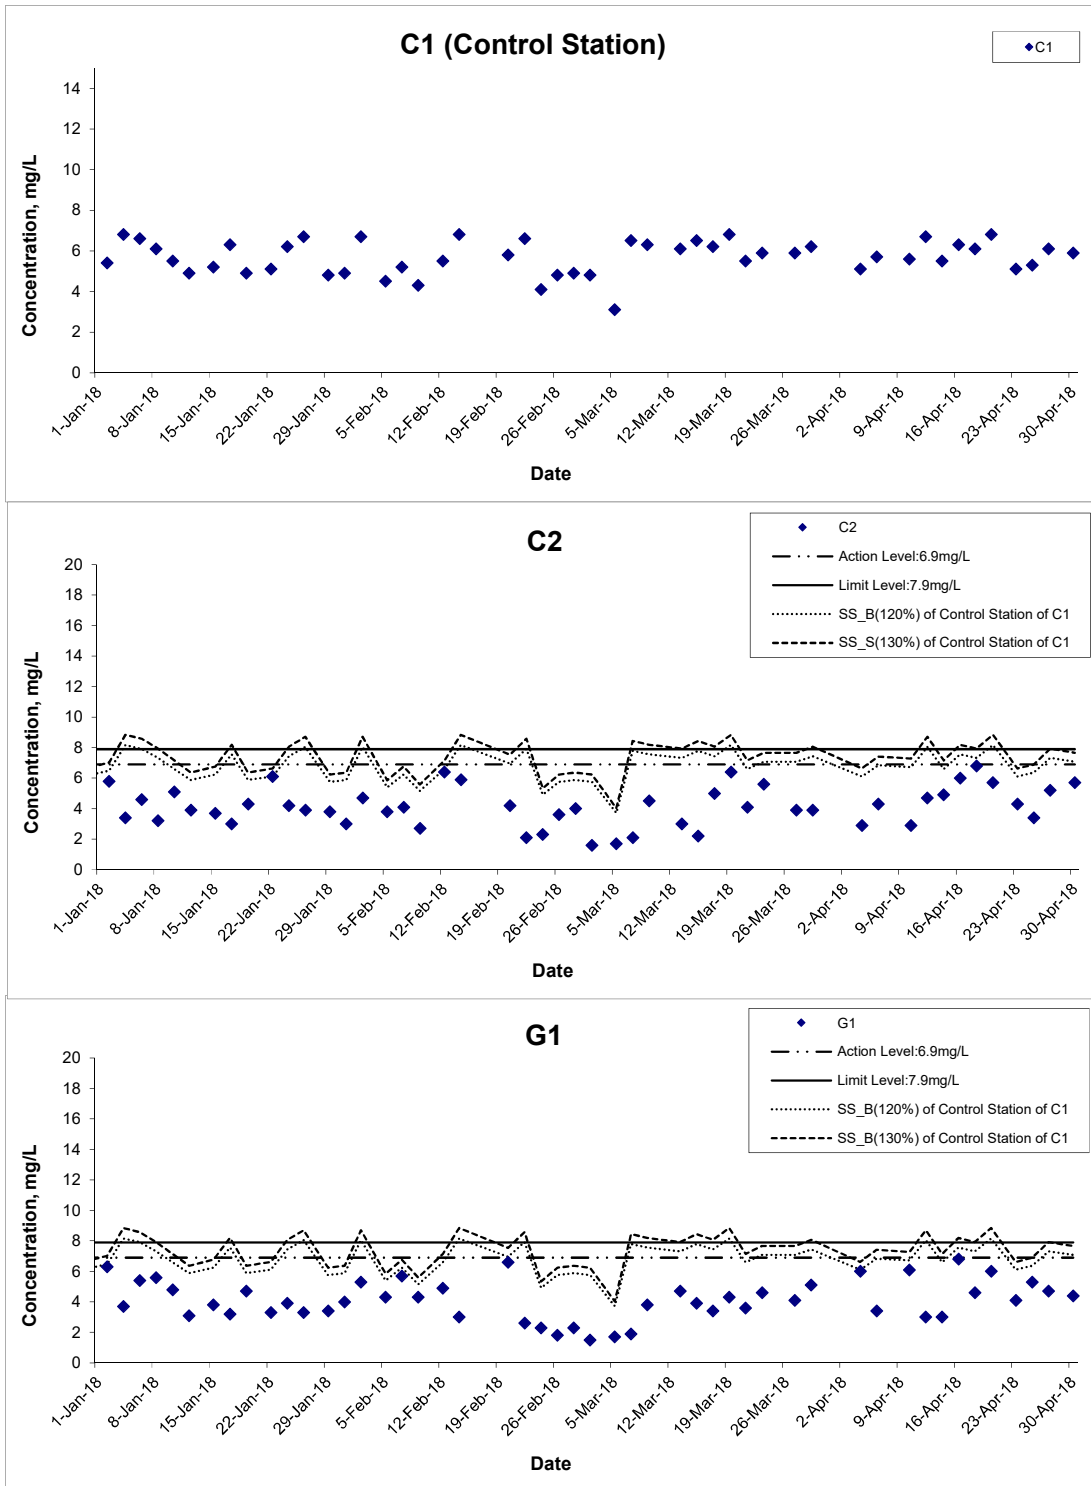 C1 (Control Station)
C1
Concentration, mg/L
14
12
10
8
6
4
2
0
1-Jan-18 8-Jan-18 15-Jan-18 22-Jan-18 29-Jan-18 5-Feb-18 12-Feb-18 19-Feb-18 26-Feb-18 5-Mar-18 12-Mar-18 19-Mar-18 26-Mar-18 2-Apr-18 9-Apr-18 16-Apr-18 23-Apr-18 30-Apr-18
Date
C2
C2
Action Level:6.9mg/L
Limit Level:7.9mg/L
SS_B(120%) of Control Station of C1
SS_S(130%) of Control Station of C1
Concentration, mg/L
20
18
16
14
12
10
8
6
4
2
0
1-Jan-18 8-Jan-18 15-Jan-18 22-Jan-18 29-Jan-18 5-Feb-18 12-Feb-18 19-Feb-18 26-Feb-18 5-Mar-18 12-Mar-18 19-Mar-18 26-Mar-18 2-Apr-18 9-Apr-18 16-Apr-18 23-Apr-18 30-Apr-18
Date
G1
G1
Action Level:6.9mg/L
Limit Level:7.9mg/L
SS_B(120%) of Control Station of C1
SS_B(130%) of Control Station of C1
Concentration, mg/L
20
18
16
14
12
10
8
6
4
2
0
1-Jan-18 8-Jan-18 15-Jan-18 22-Jan-18 29-Jan-18 5-Feb-18 12-Feb-18 19-Feb-18 26-Feb-18 5-Mar-18 12-Mar-18 19-Mar-18 26-Mar-18 2-Apr-18 9-Apr-18 16-Apr-18 23-Apr-18 30-Apr-18
Date